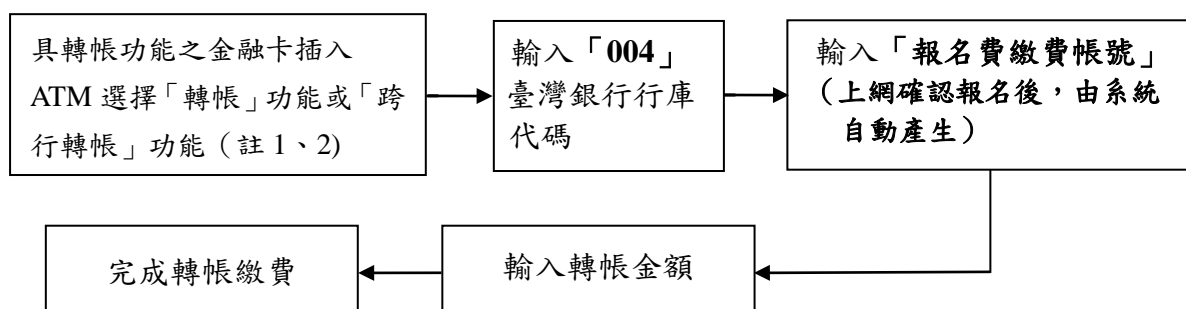 具轉帳功能之金融卡插入
ATM 選擇「轉帳」功能或「跨
行轉帳」功能（註 1、2)
輸入「004」
臺灣銀行行庫
代碼
輸入「報名費繳費帳號」
（上網確認報名後，由系統
自動產生）
輸入轉帳金額
完成轉帳繳費